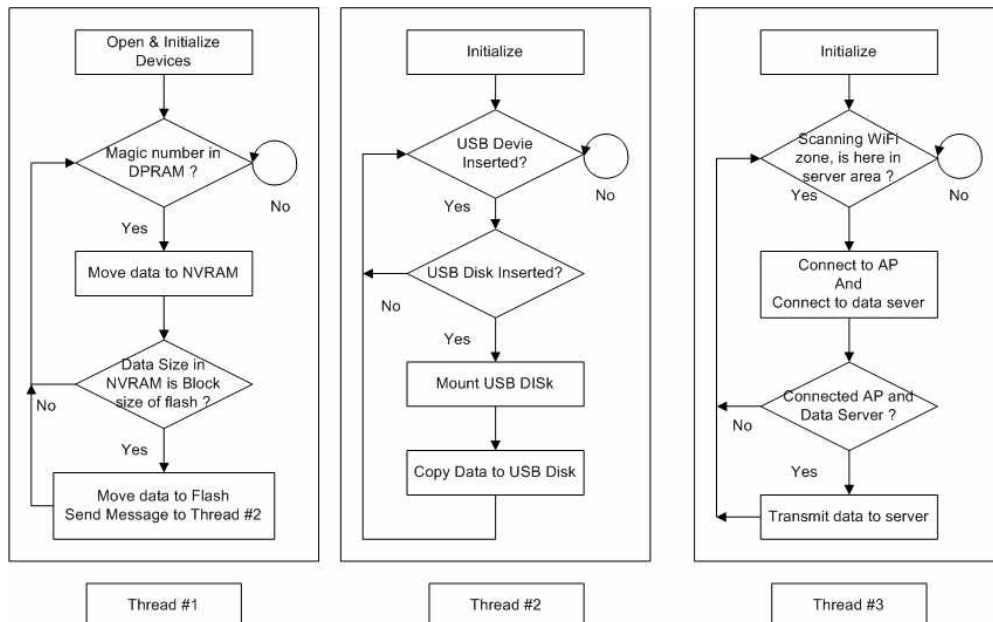 Open & Initialize
Devices
Magic number in
DPRAM ?
No
Yes
Move data to NVRAM
Data Size in
NVRAM is Block
size of flash ?
No
Yes
Move data to Flash
Send Message to Thread #2
Thread #1
Initialize
USB Devie
Inserted?
No
Yes
USB Disk Inserted?
No
Yes
Mount USB DISk
Copy Data to USB Disk
Thread #2
Initialize
Scanning WiFi
zone, is here in
server area ?
Yes
No
Connect to AP
And
Connect to data sever
Connected AP and
Data Server ?
No
Yes
Transmit data to server
Thread #3